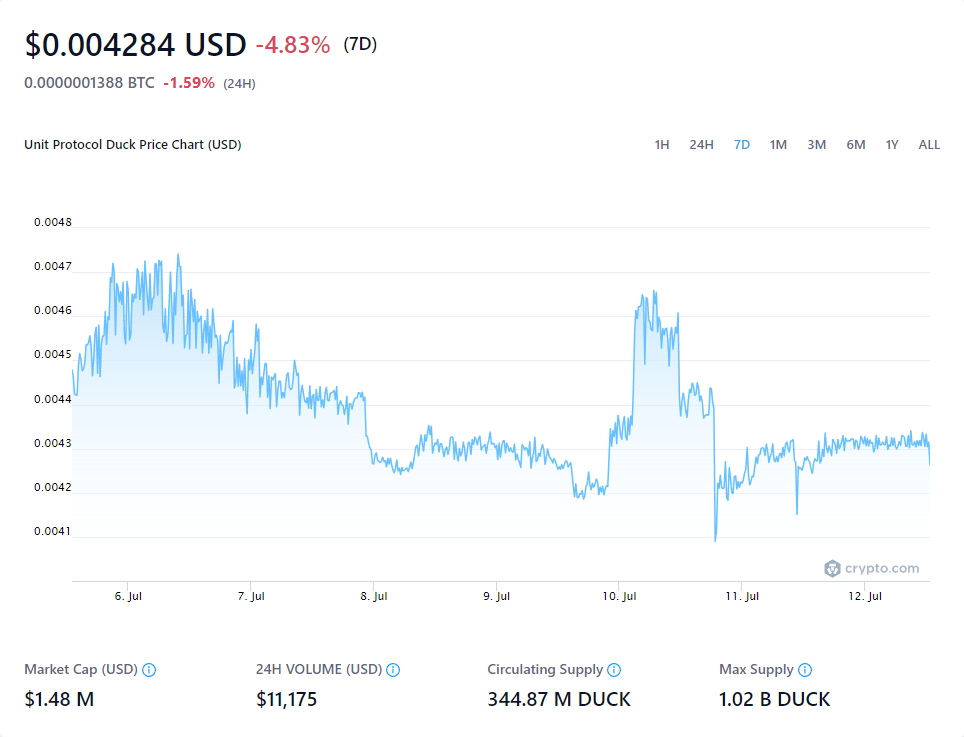 $0.004284 USD -4.83% (7D)
0.0000001388 BTC -1.59% (24H)
Unit Protocol Duck Price Chart (USD) 1H 24H 7D 1M 3M 6M 1Y ALL
0.0048
0.0047
0.0046
0.0045
0.0044
0.0043
0.0042
0.0041
crypto.com
6. Jul 7. Jul 8. Jul 9. Jul 10. Jul 11. Jul 12. Jul
Market Cap (USD) 24H VOLUME (USD) Circulating Supply Max Supply
$1.48 M $11,175 344.87 M DUCK 1.02 B DUCK